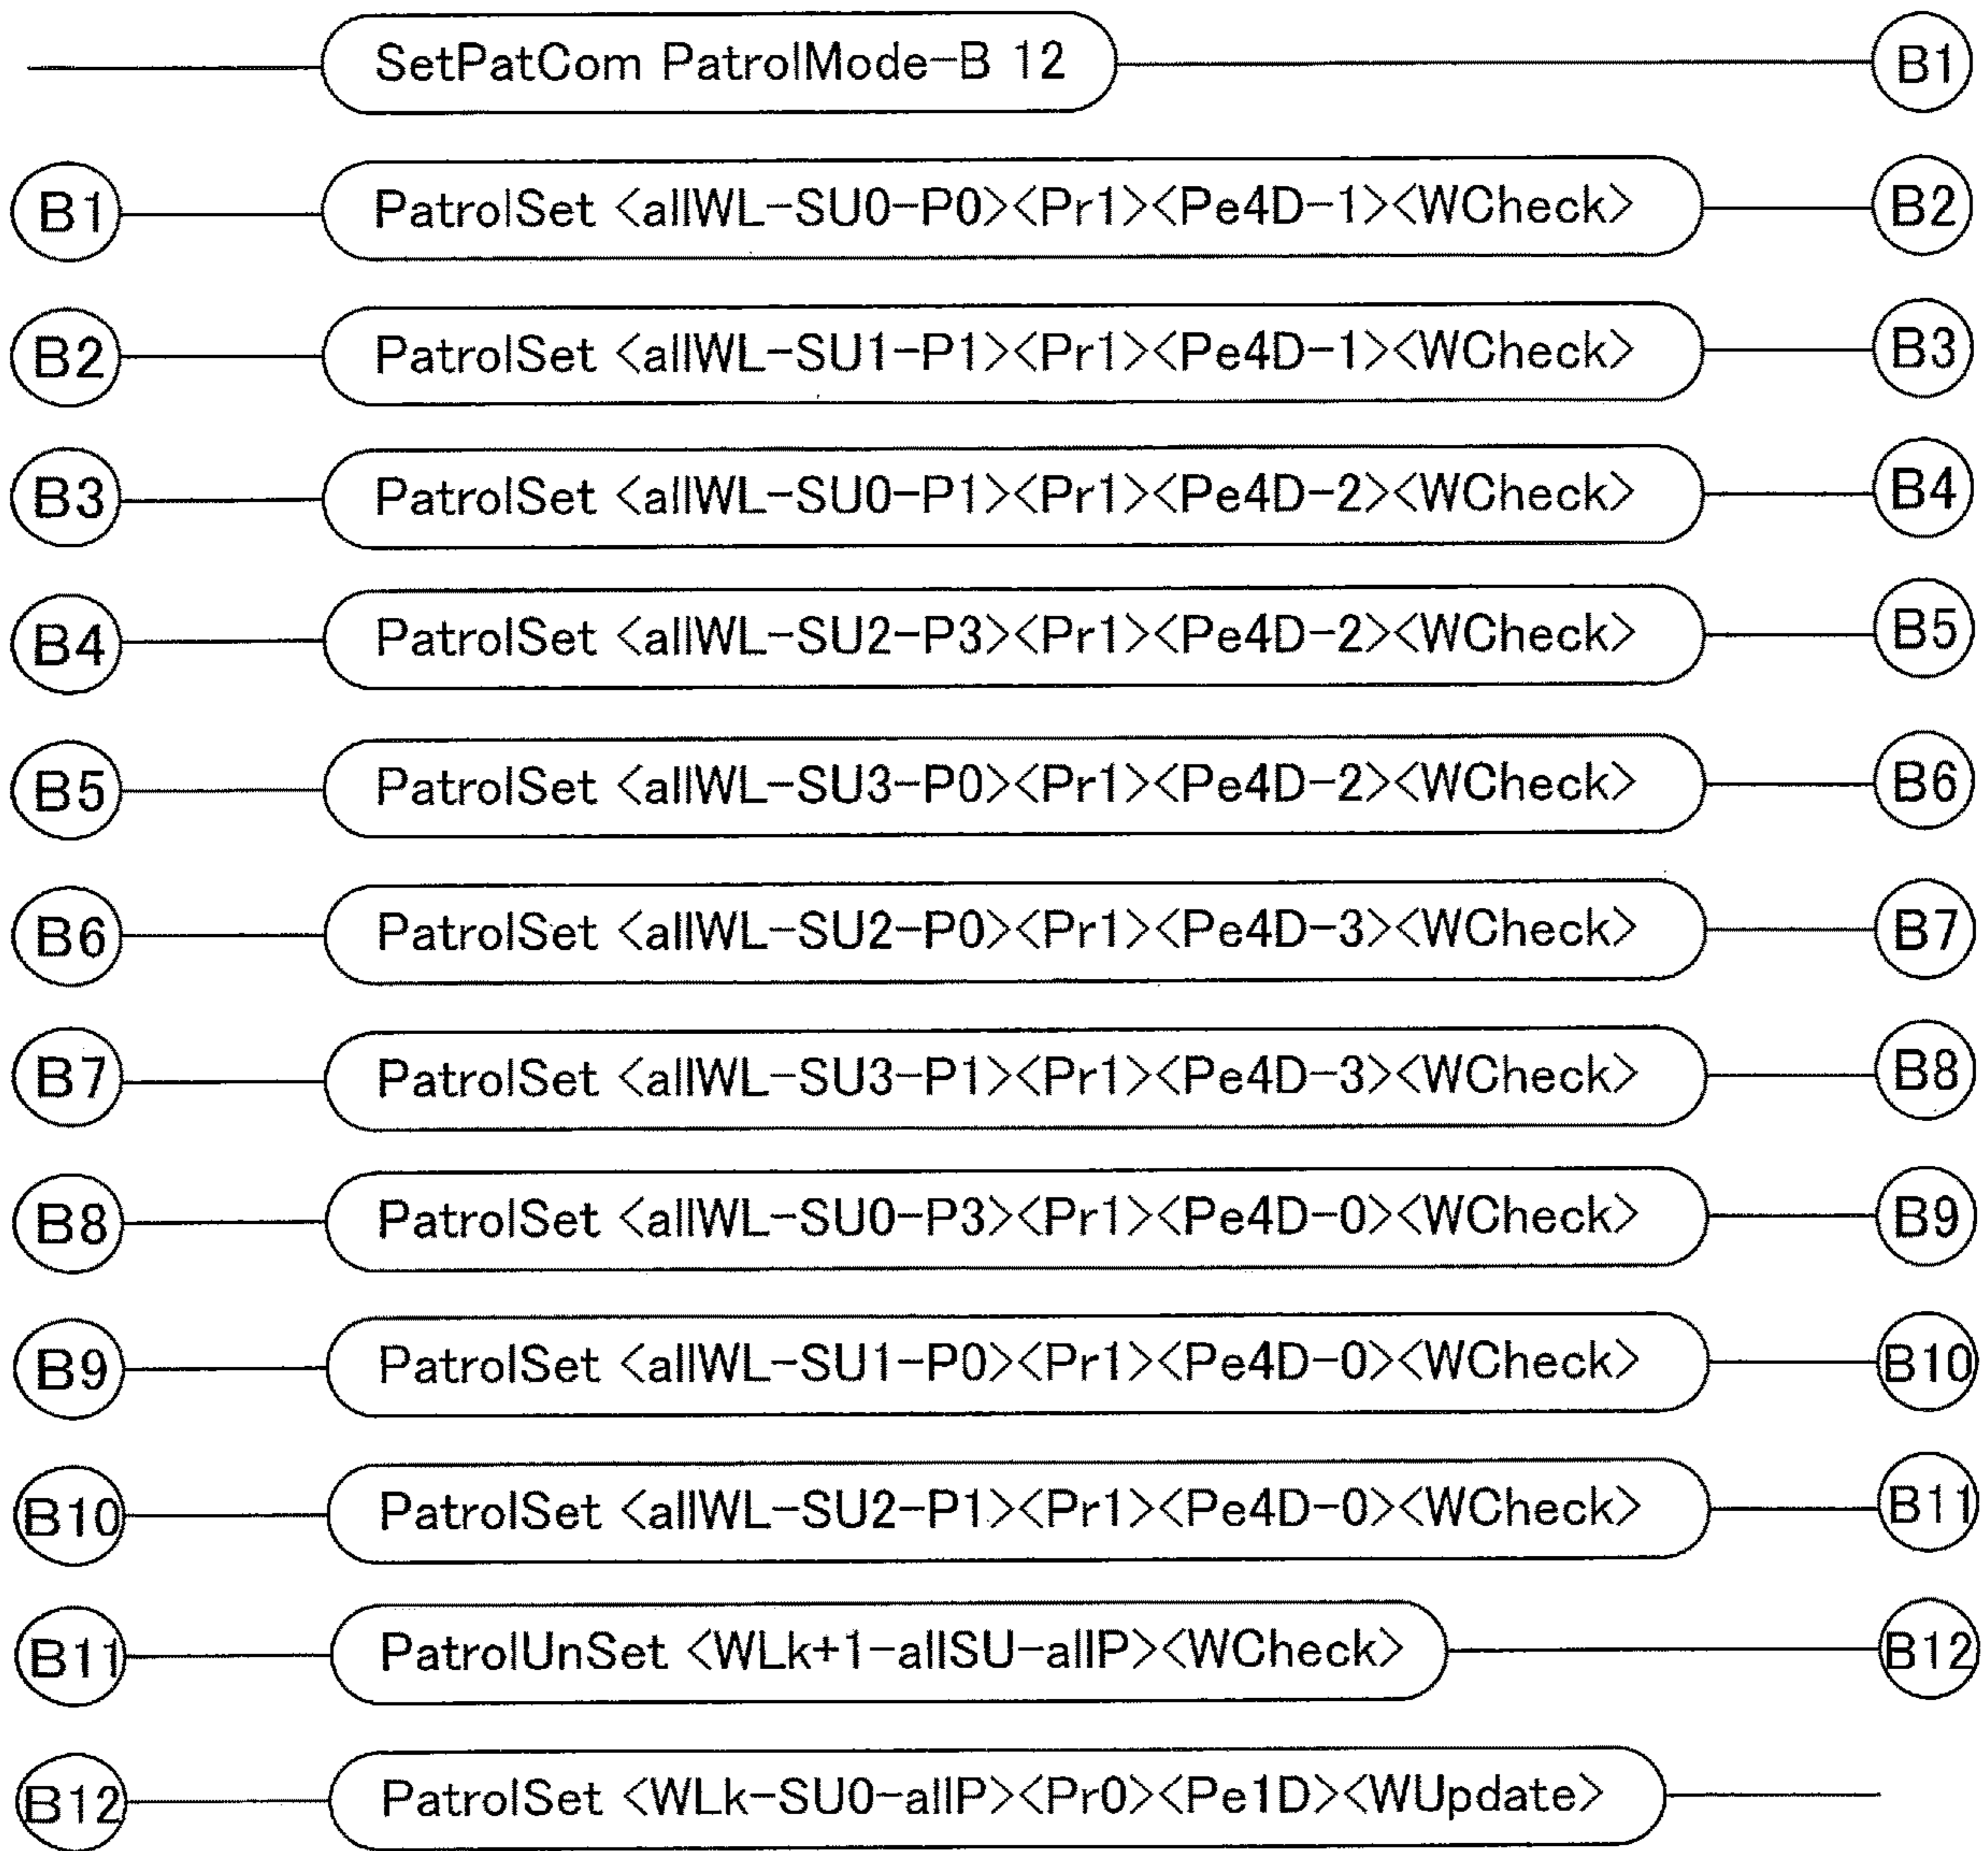 SetPatCom PatrolMode-B 12 B1
B1 PatrolSet <allWL-SU0-P0><Pr1><Pe4D-1><WCheck> B2
B2 PatrolSet <allWL-SU1-P1><Pr1><Pe4D-1><WCheck> B3
B3 PatrolSet <allWL-SU0-P1><Pr1><Pe4D-2><WCheck> B4
B4 PatrolSet <allWL-SU2-P3><Pr1><Pe4D-2><WCheck> B5
B5 PatrolSet <allWL-SU3-P0><Pr1><Pe4D-2><WCheck> B6
B6 PatrolSet <allWL-SU2-P0><Pr1><Pe4D-3><WCheck> B7
B7 PatrolSet <allWL-SU3-P1><Pr1><Pe4D-3><WCheck> B8
B8 PatrolSet <allWL-SU0-P3><Pr1><Pe4D-0><WCheck> B9
B9 PatrolSet <allWL-SU1-P0><Pr1><Pe4D-0><WCheck> B10
B10 PatrolSet <allWL-SU2-P1><Pr1><Pe4D-0><WCheck> B11
B11 PatrolUnSet <WLk+1-allSU-allP><WCheck> B12
B12 PatrolSet <WLk-SU0-allP><Pr0><Pe1D><WUpdate>